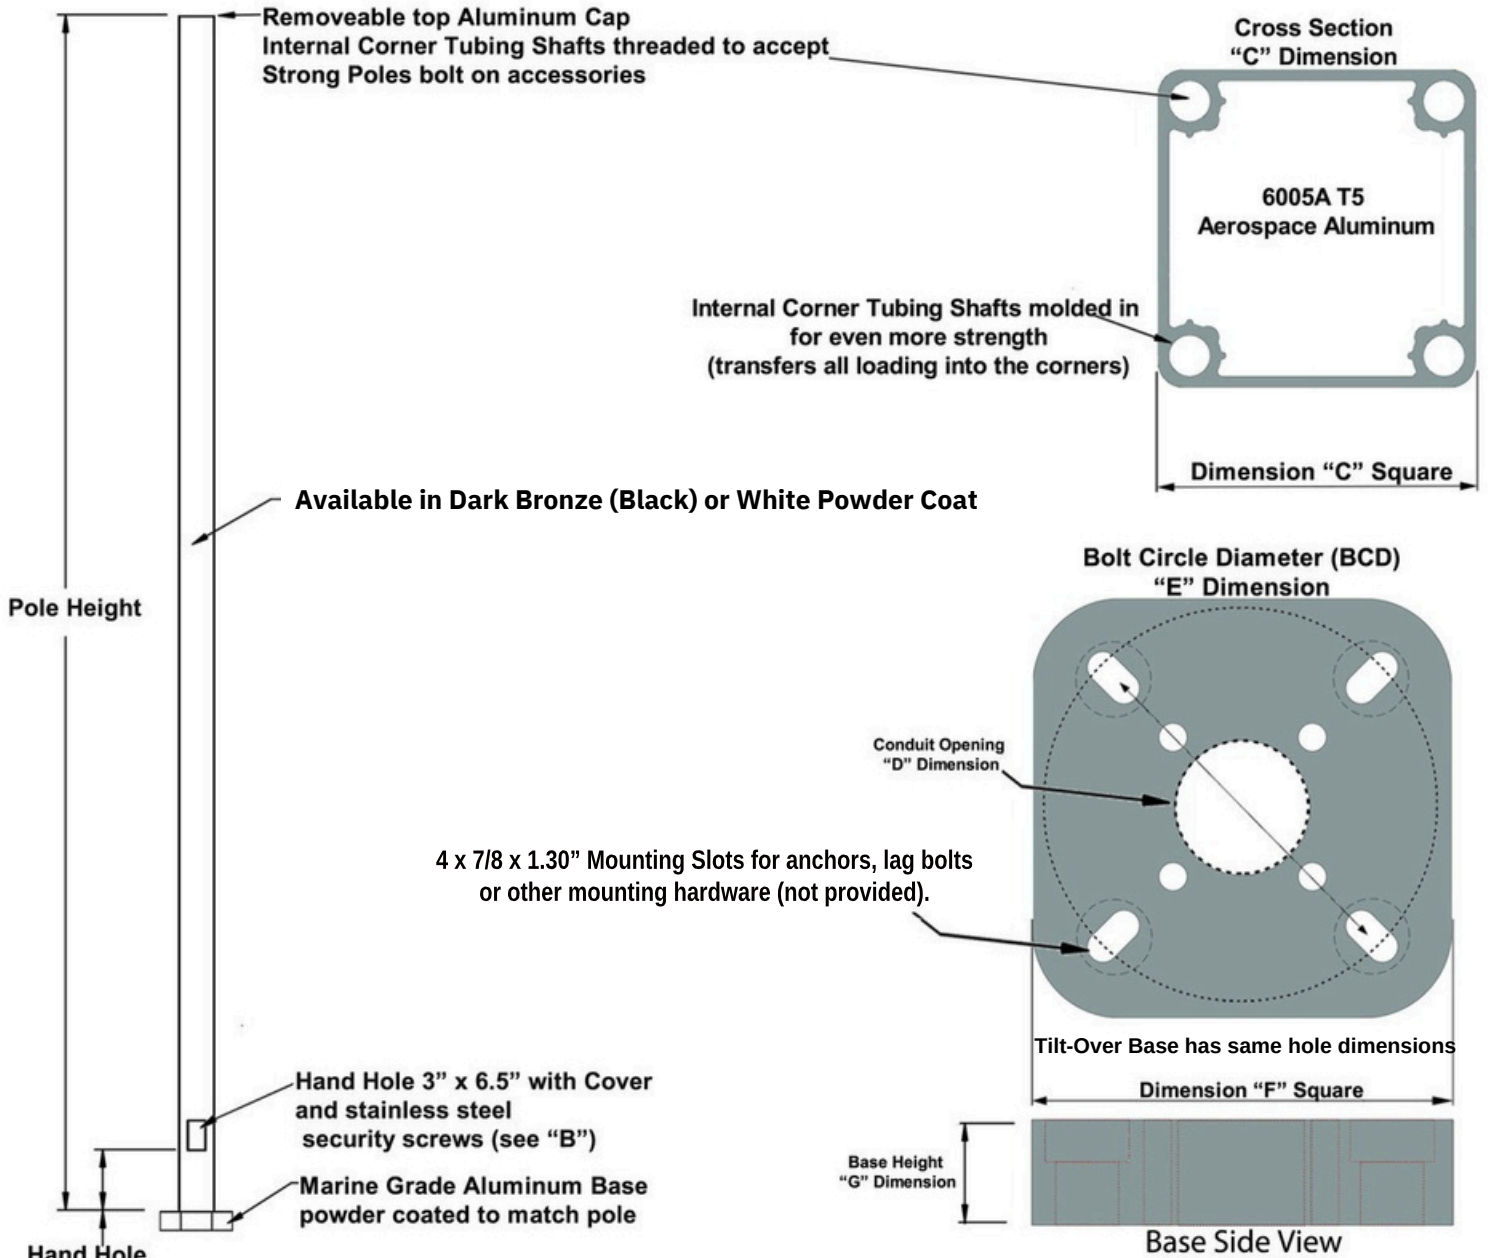 Removeable top Aluminum Cap
Internal Corner Tubing Shafts threaded to accept
Strong Poles bolt on accessories
Cross Section
“C” Dimension
6005A T5
Aerospace Aluminum
Internal Corner Tubing Shafts molded in
for even more strength
(transfers all loading into the corners)
Dimension “C” Square
Available in Dark Bronze (Black) or White Powder Coat
Pole Height
Bolt Circle Diameter (BCD)
“E” Dimension
Conduit Opening
“D” Dimension
4 x 7/8 x 1.30” Mounting Slots for anchors, lag bolts
or other mounting hardware (not provided).
Tilt-Over Base has same hole dimensions
Dimension “F” Square
Hand Hole 3” x 6.5” with Cover
and stainless steel
security screws (see “B”)
Marine Grade Aluminum Base
powder coated to match pole
Base Height
“G” Dimension
Base Side View
Hand Hole